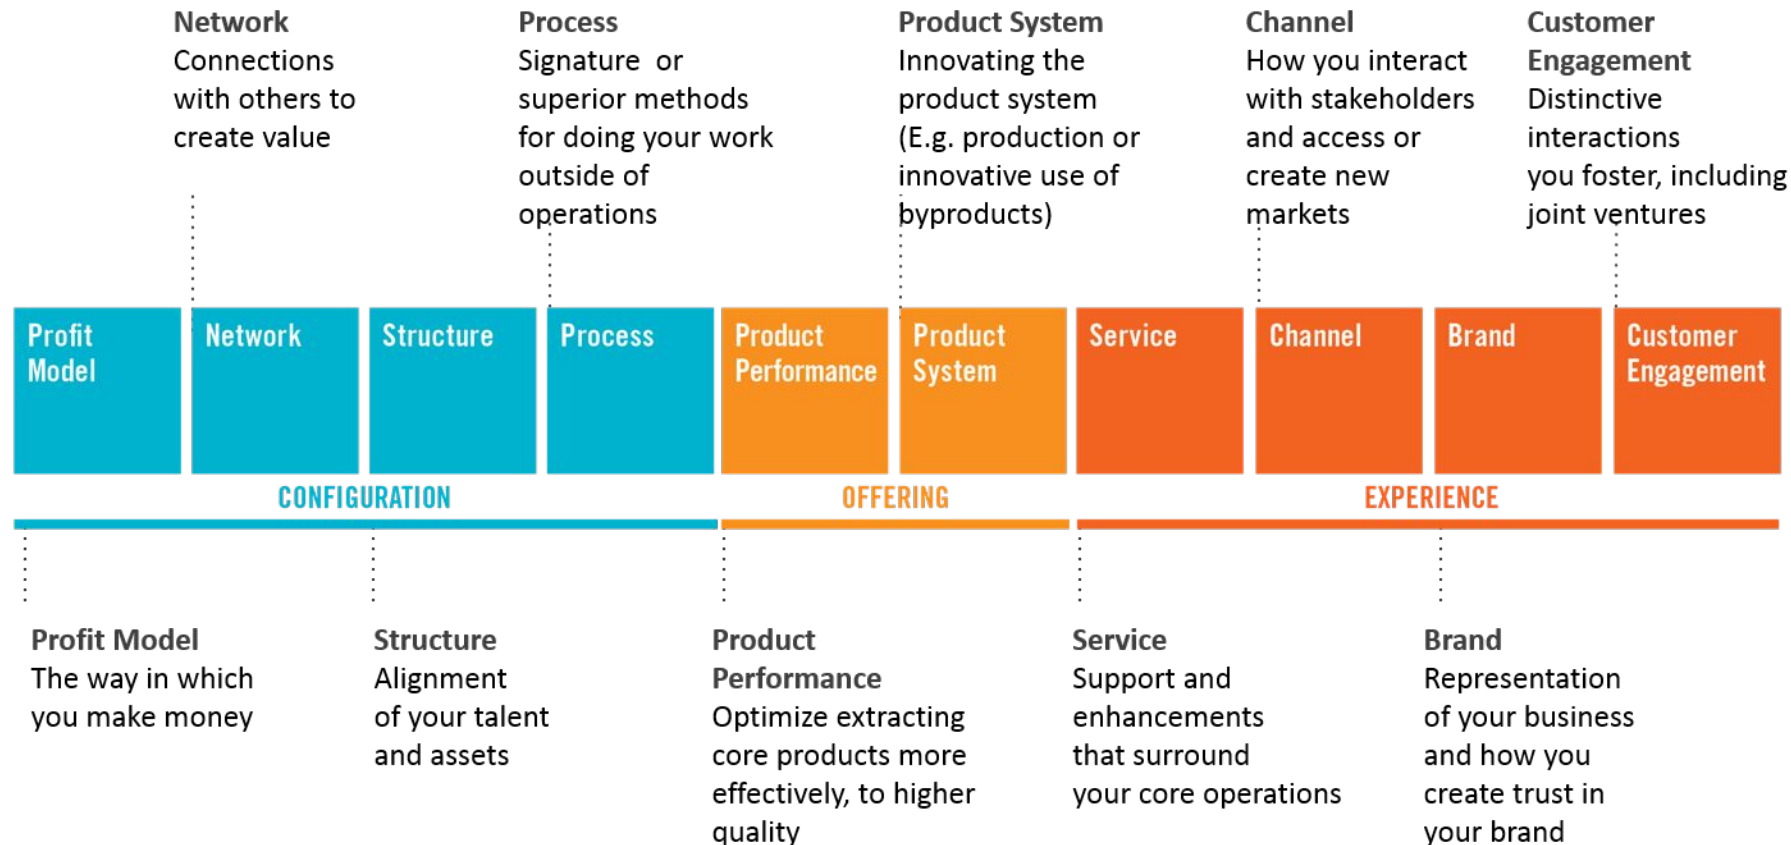 Network
Connections
with others to
create value
Process
Signature or
superior methods
for doing your work
outside of
operations
Product System
Innovating the
product system
(E.g. production or
innovative use of
byproducts)
Channel
How you interact
with stakeholders
and access or
create new
markets
Customer
Engagement
Distinctive
interactions
you foster, including
joint ventures
Profit
Model
Network
Structure
Process
Product
Performance
Product
System
Service
Channel
Brand
Customer
Engagement
CONFIGURATION
OFFERING
EXPERIENCE
Profit Model
The way in which
you make money
Structure
Alignment
of your talent
and assets
Product
Performance
Optimize extracting
core products more
effectively, to higher
quality
Service
Support and
enhancements
that surround
your core operations
Brand
Representation
of your business
and how you
create trust in
your brand